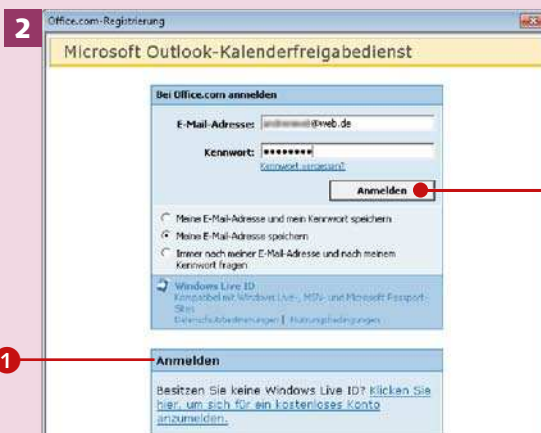 2
Office.com-Registrierung
Microsoft Outlook-Kalenderfreigabedienst
Bei Office.com anmelden
E-Mail-Adresse: @web.de
Kennwort: ••••••••
Kennwort vergessen?
Anmelden
Meine E-Mail-Adresse und mein Kennwort speichern
Meine E-Mail-Adresse speichern
Immer nach meiner E-Mail-Adresse und nach meinem
Kennwort fragen
Windows Live ID
Kompatibel mit Windows Live-, MSN- und Microsoft Passport-
Sites
Datenschutzbestimmungen | Nutzungsbedingungen
1
Anmelden
Besitzen Sie keine Windows Live ID? Klicken Sie
hier, um sich für ein kostenloses Konto
anzumelden.